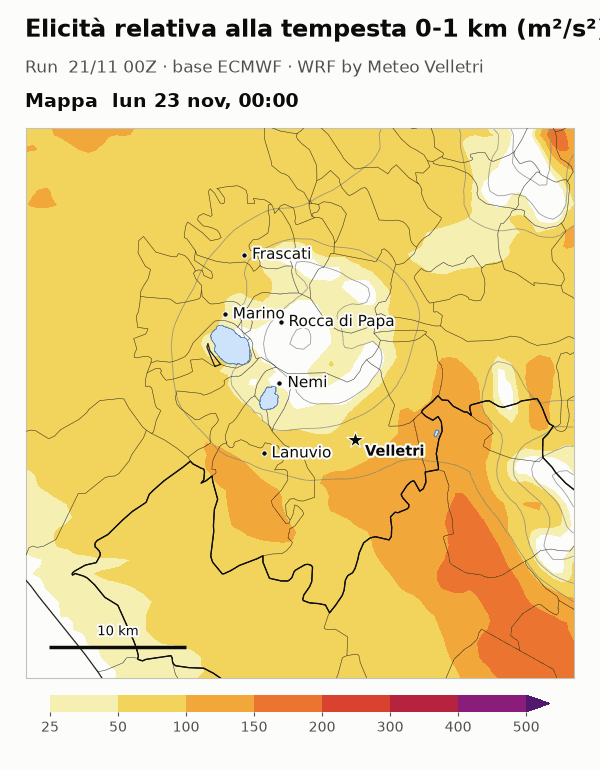 Elicità relativa alla tempesta 0-1 km (m²/s²)
Run  21/11 00Z · base ECMWF · WRF by Meteo Velletri
Mappa  lun 23 nov, 00:00
Frascati
Marino
Rocca di Papa
Nemi
Velletri
Lanuvio
10 km
25 50 100 150 200 300 400 500